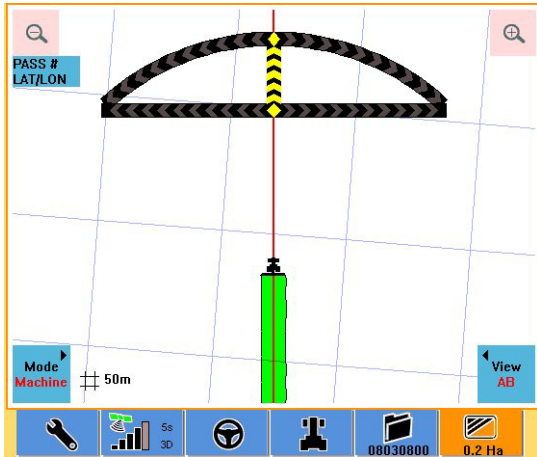 PASS #
LAT/LON
Mode
Machine
50m
View
AB
5s
3D
08030800
0.2 Ha